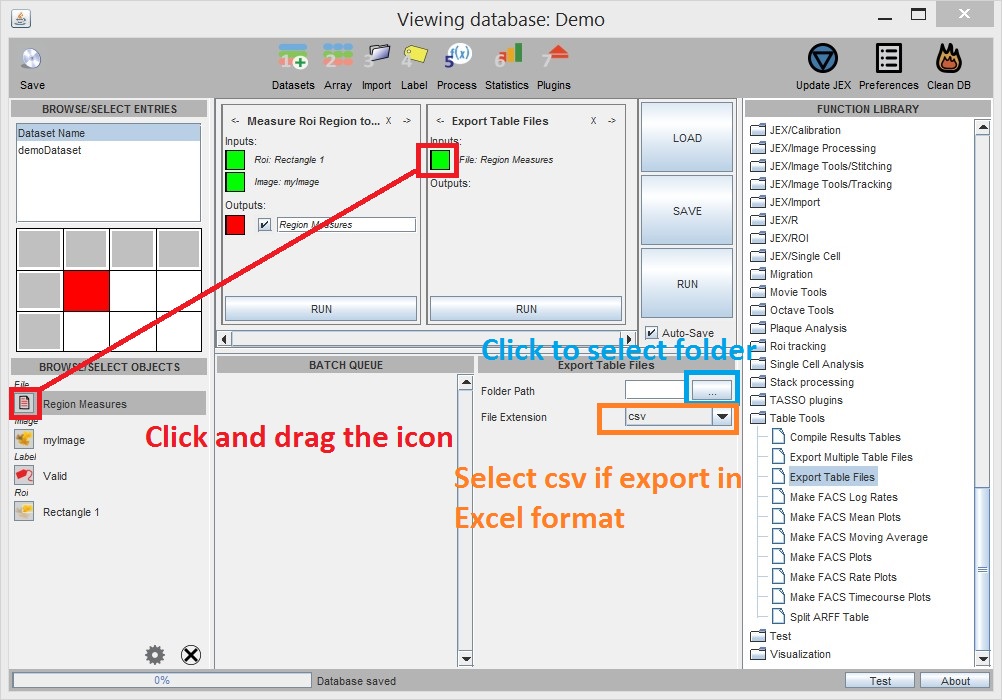 Viewing database: Demo
Save
1 Datasets
2 Array
3 Import
4 Label
5 f(x) Process
6 Statistics
7 Plugins
Update JEX
Preferences
Clean DB
BROWSE/SELECT ENTRIES
Dataset Name
demoDataset
BROWSE/SELECT OBJECTS
File
Region Measures
Image
myImage
Label
Valid
Roi
Rectangle 1
<- Measure Roi Region to... X ->
Inputs:
Roi: Rectangle 1
Image: myImage
Outputs:
Region Measures
RUN
<- Export Table Files X ->
Inputs:
File: Region Measures
Outputs:
RUN
LOAD
SAVE
RUN
Auto-Save
Click to select folder
BATCH QUEUE
Export Table Files
Folder Path
...
File Extension
csv
Click and drag the icon
Select csv if export in
Excel format
FUNCTION LIBRARY
JEX/Calibration
JEX/Image Processing
JEX/Image Tools/Stitching
JEX/Image Tools/Tracking
JEX/Import
JEX/R
JEX/ROI
JEX/Single Cell
Migration
Movie Tools
Octave Tools
Plaque Analysis
Roi tracking
Single Cell Analysis
Stack processing
TASSO plugins
Table Tools
Compile Results Tables
Export Multiple Table Files
Export Table Files
Make FACS Log Rates
Make FACS Mean Plots
Make FACS Moving Average
Make FACS Plots
Make FACS Rate Plots
Make FACS Timecourse Plots
Split ARFF Table
Test
Visualization
0%
Database saved
Test
About